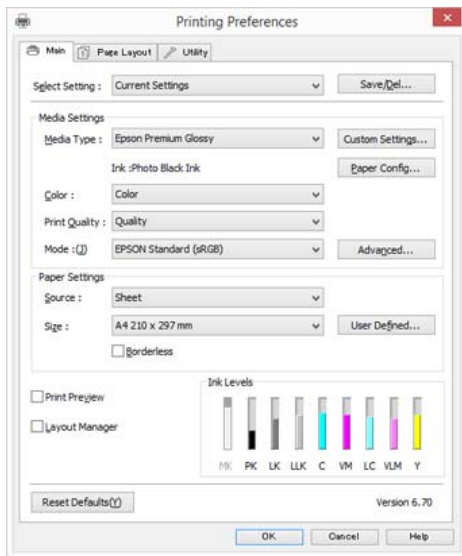 Printing Preferences
Main Page Layout Utility
Select Setting : Current Settings Save/Del...
Media Settings
Media Type : Epson Premium Glossy Custom Settings...
Ink :Photo Black Ink Paper Config...
Color : Color
Print Quality : Quality
Mode :(J) EPSON Standard (sRGB) Advanced...
Paper Settings
Source : Sheet
Size : A4 210 x 297 mm User Defined...
Borderless
Print Preview
Layout Manager
Ink Levels
MK PK LK LLK C VM LC VLM Y
Reset Defaults(Y) Version 6.70
OK Cancel Help